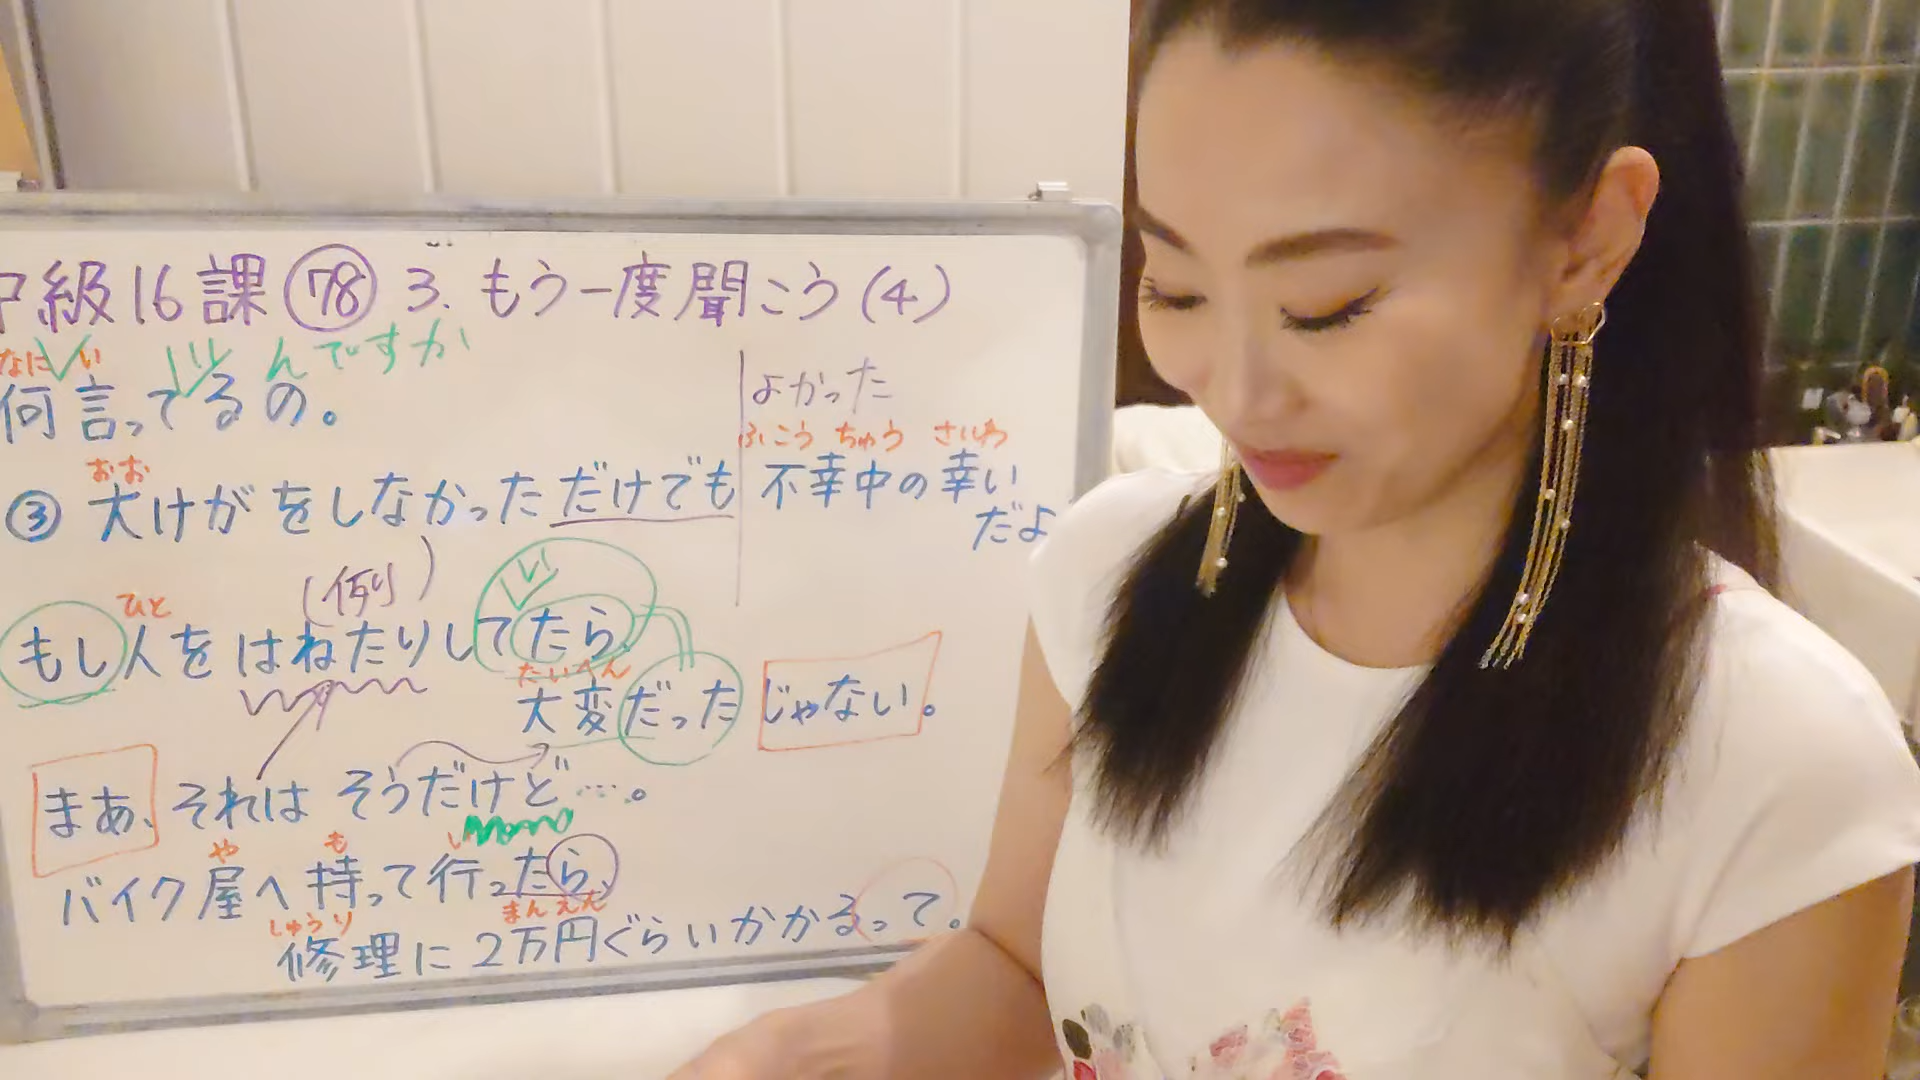 級16課 78 3. もう一度聞こう(4)
なに い い んですか
何言ってるの。
よかった
おお ふこう ちゅう さいわ
③ 大けがをしなかっただけでも 不幸中の幸い
だよ
(例)
ひと い
もし人をはねたりしてたら、
たいへん
大変だったじゃない。
まあ、それは そうだけど…。
や も い
バイク屋へ持って行ったら、
しゅうり まんえん
修理に2万円ぐらいかかるって。